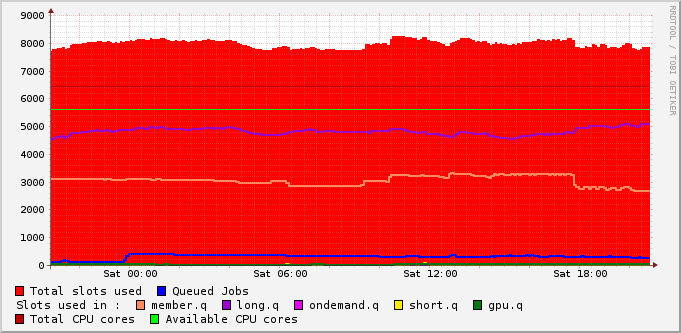 9000
8000
7000
6000
5000
4000
3000
2000
1000
0
Sat 00:00 Sat 06:00 Sat 12:00 Sat 18:00
RRDTOOL / TOBI OETIKER
Total slots used Queued Jobs
Slots used in : member.q long.q ondemand.q short.q gpu.q
Total CPU cores Available CPU cores